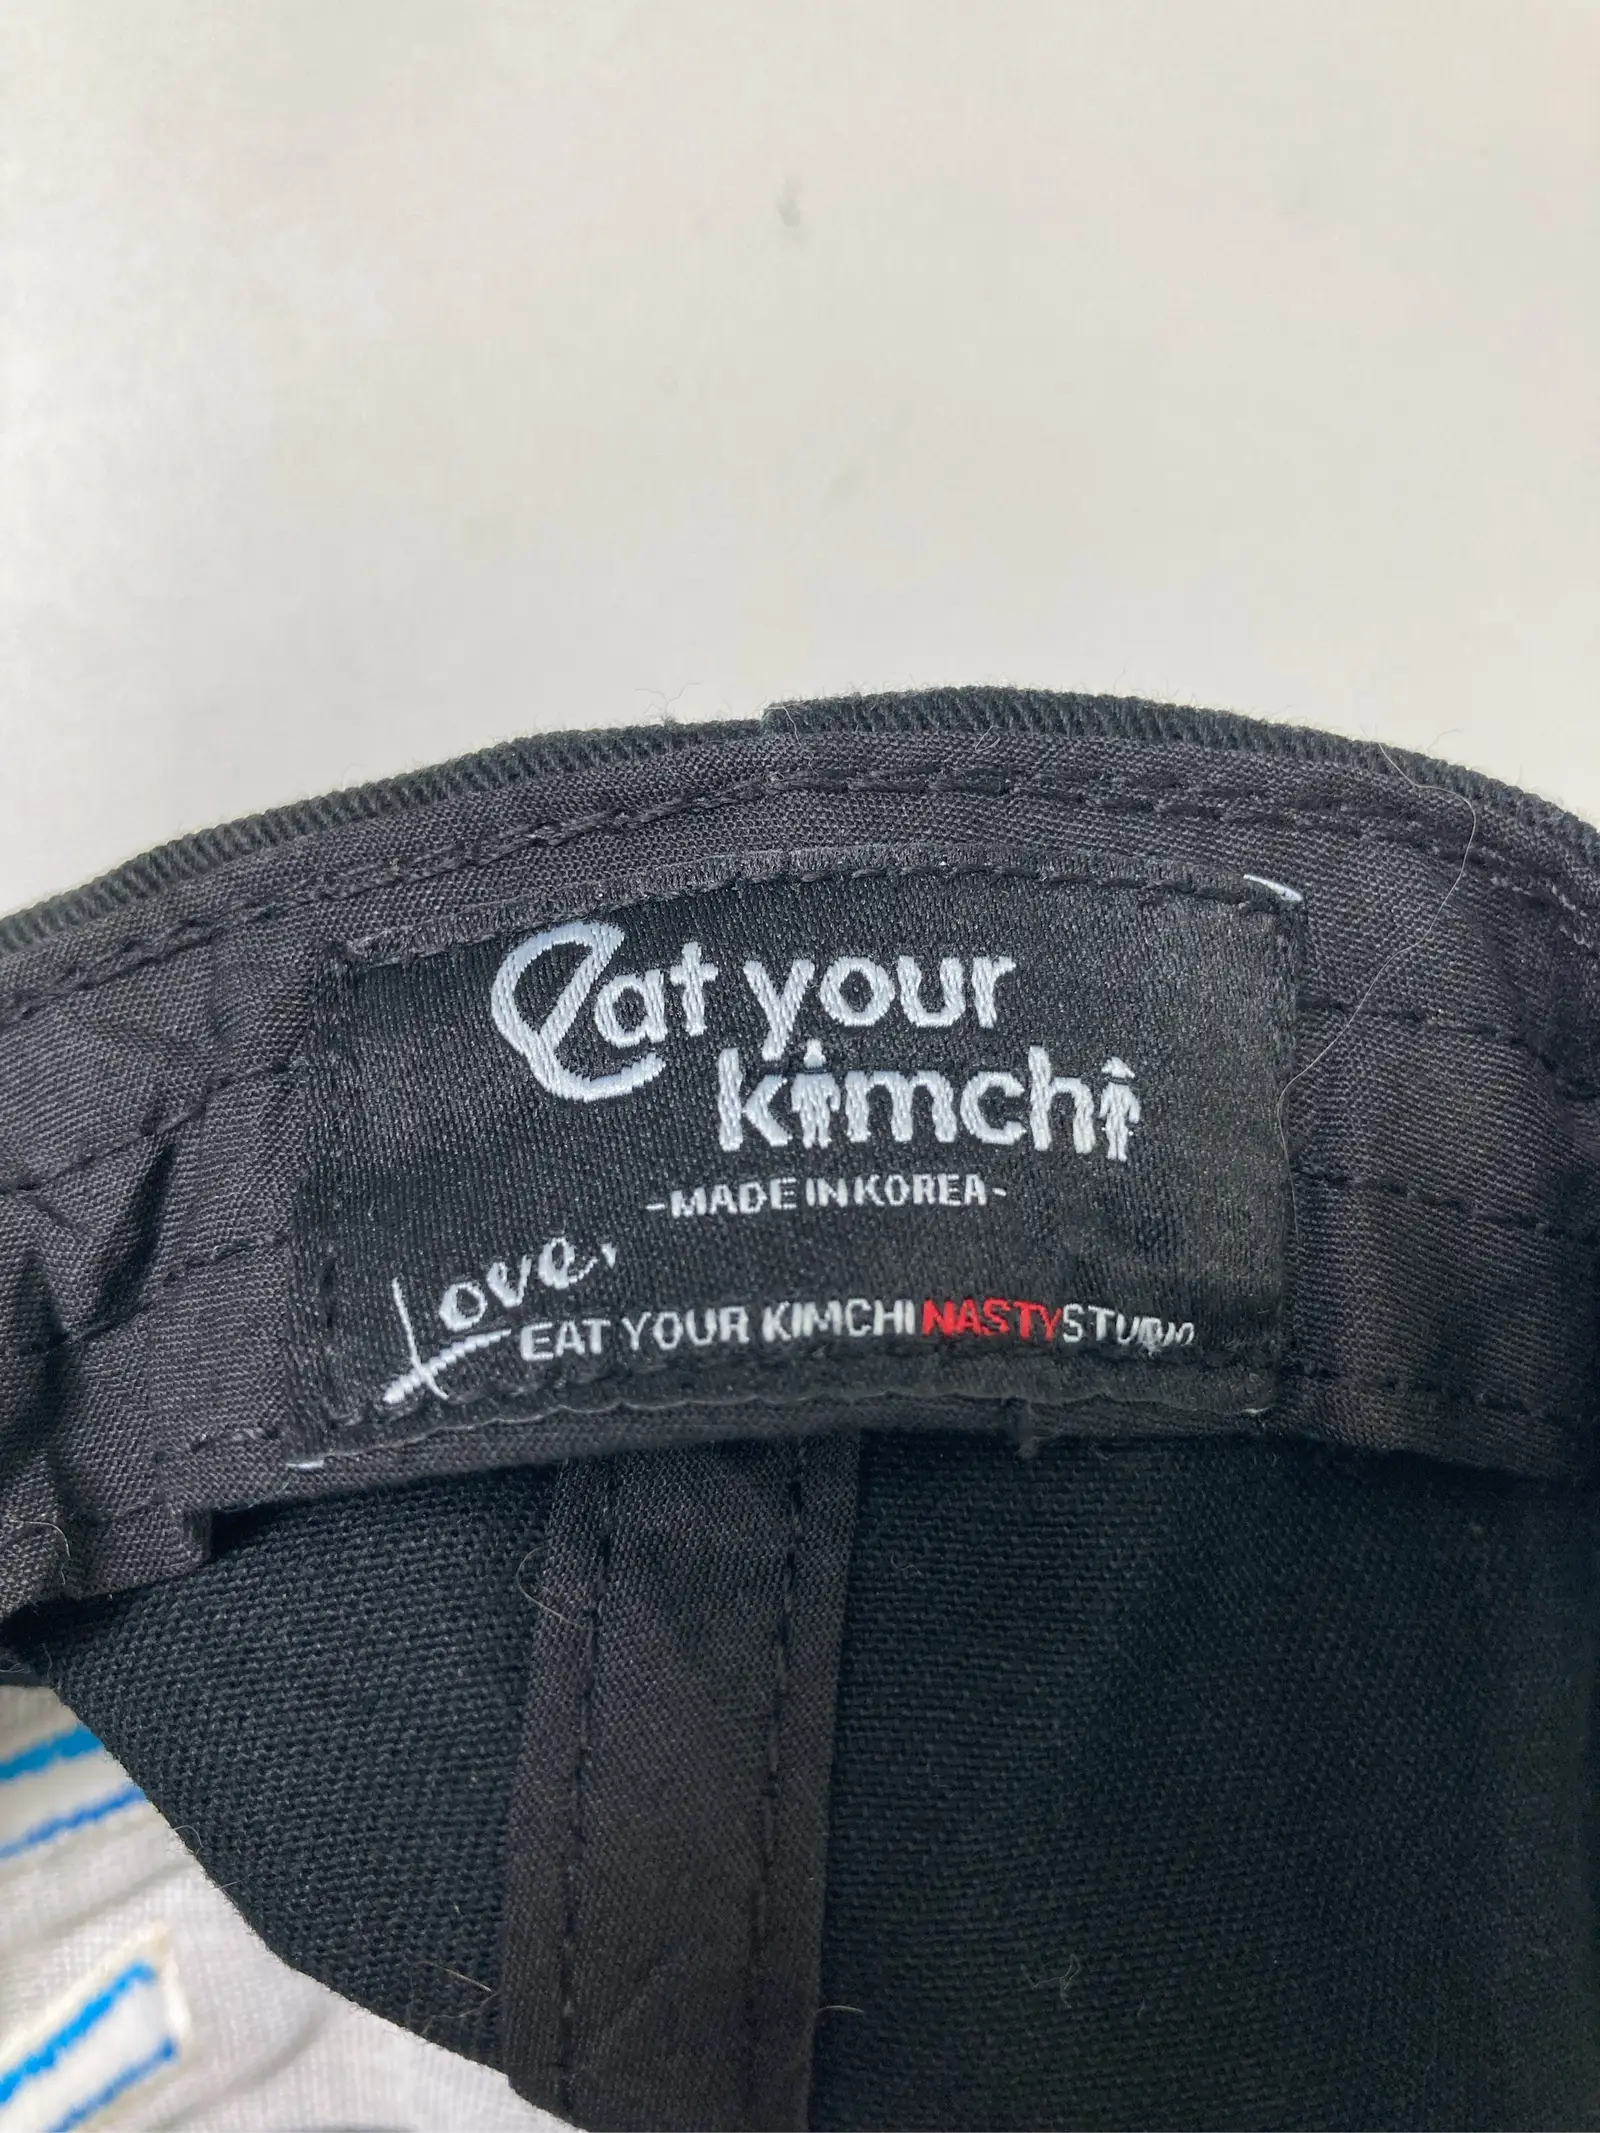 Eat your
kimchi
-MADE IN KOREA-
Love,
EAT YOUR KIMCHI NASTY STUDIO